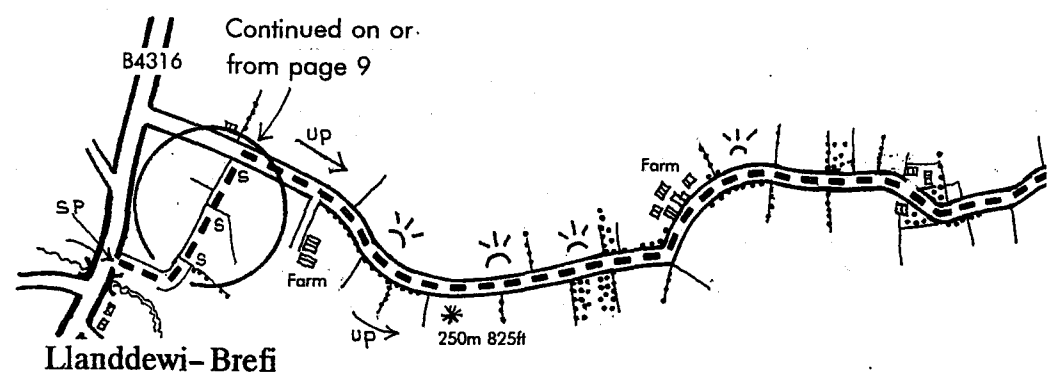 Continued on or
from page 9
B4316
up
Farm
SP
S
S
S
Farm
up
250m 825ft
Llanddewi-Brefi